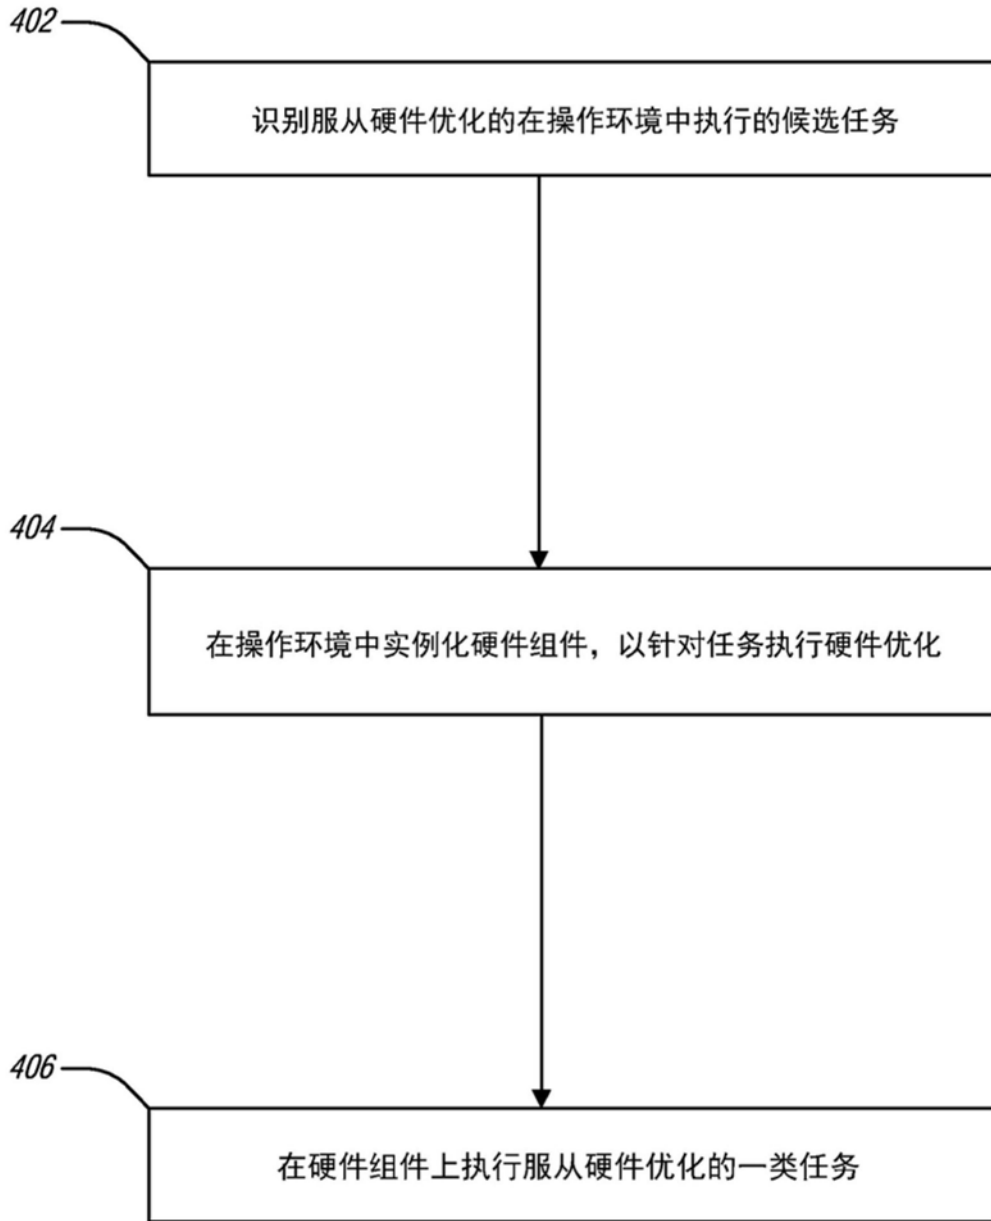 402
识别服从硬件优化的在操作环境中执行的候选任务
404
在操作环境中实例化硬件组件，以针对任务执行硬件优化
406
在硬件组件上执行服从硬件优化的一类任务